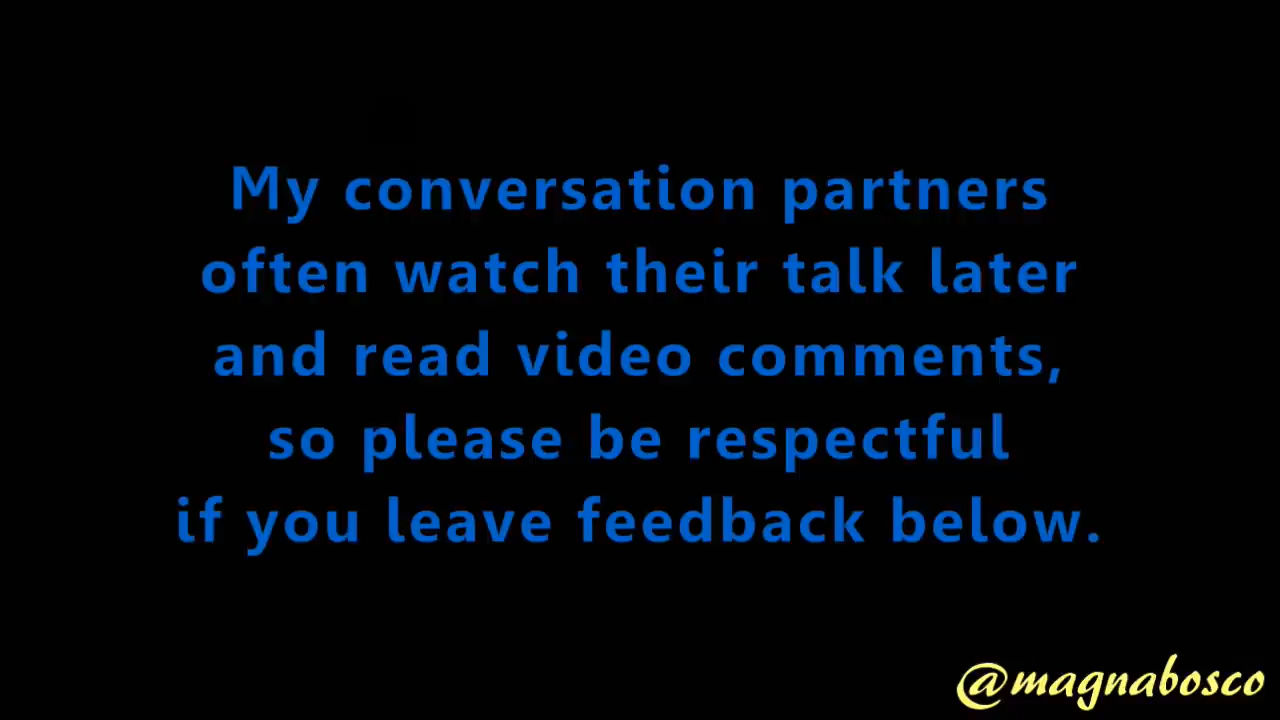 My conversation partners
often watch their talk later
and read video comments,
so please be respectful
if you leave feedback below.
@magnabosco